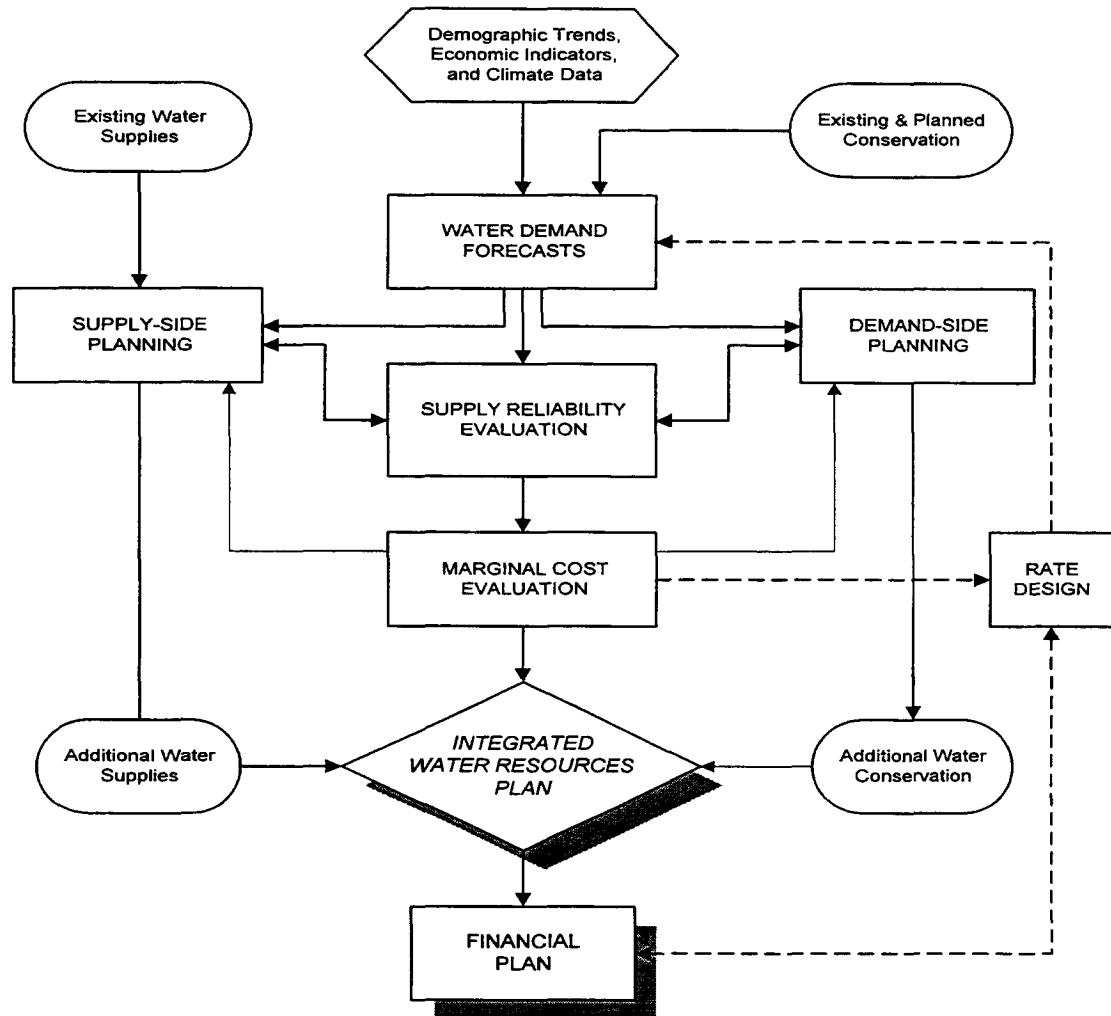 Demographic Trends,
Economic Indicators,
and Climate Data
Existing Water
Supplies
Existing & Planned
Conservation
WATER DEMAND
FORECASTS
SUPPLY-SIDE
PLANNING
DEMAND-SIDE
PLANNING
SUPPLY RELIABILITY
EVALUATION
MARGINAL COST
EVALUATION
RATE
DESIGN
Additional Water
Supplies
INTEGRATED
WATER RESOURCES
PLAN
Additional Water
Conservation
FINANCIAL
PLAN